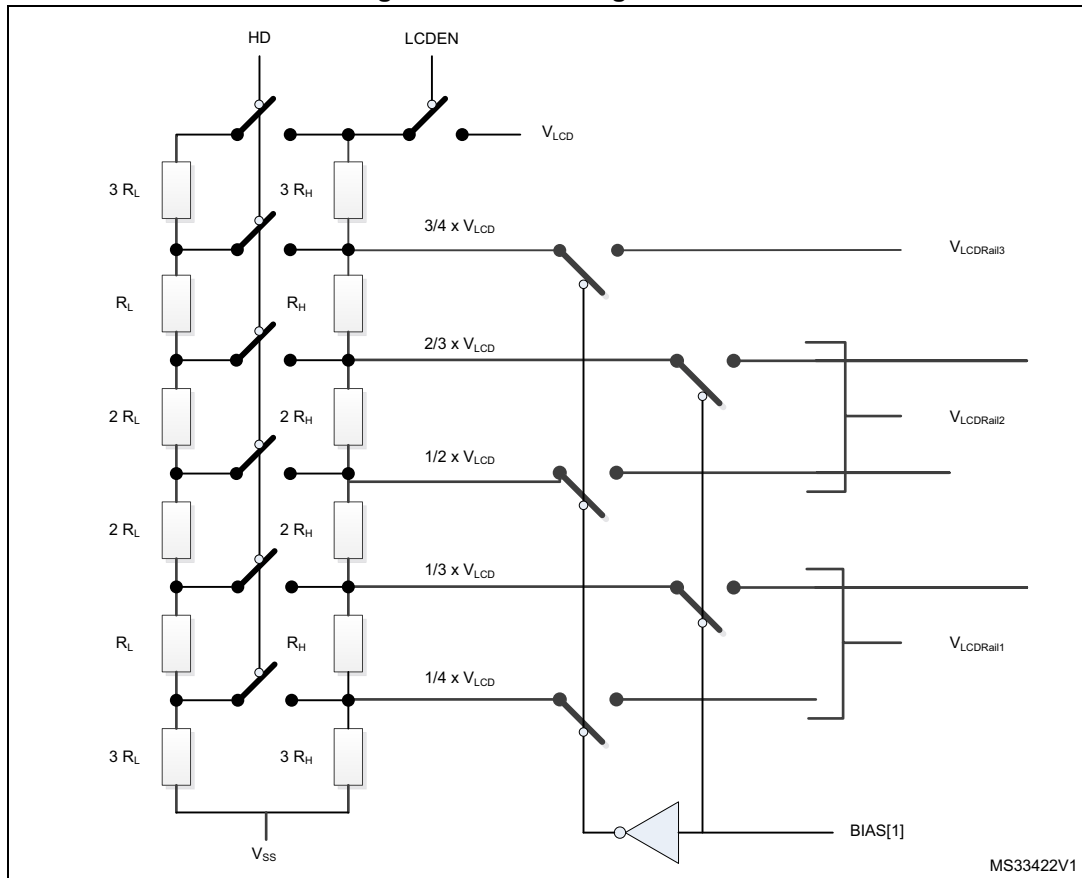 HD LCDEN
V_LCD
3 R_L 3 R_H
3/4 x V_LCD
V_LCDRail3
R_L R_H
2/3 x V_LCD
2 R_L 2 R_H
V_LCDRail2
1/2 x V_LCD
2 R_L 2 R_H
1/3 x V_LCD
R_L R_H
V_LCDRail1
1/4 x V_LCD
3 R_L 3 R_H
BIAS[1]
V_SS
MS33422V1